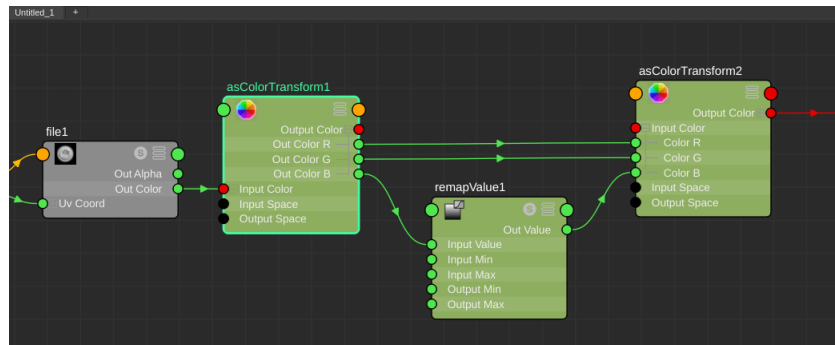 Untitled_1 +
file1
S
Out Alpha
Out Color
Uv Coord
asColorTransform1
Output Color
Out Color R
Out Color G
Out Color B
Input Color
Input Space
Output Space
remapValue1
S
Out Value
Input Value
Input Min
Input Max
Output Min
Output Max
asColorTransform2
Output Color
Input Color
Color R
Color G
Color B
Input Space
Output Space